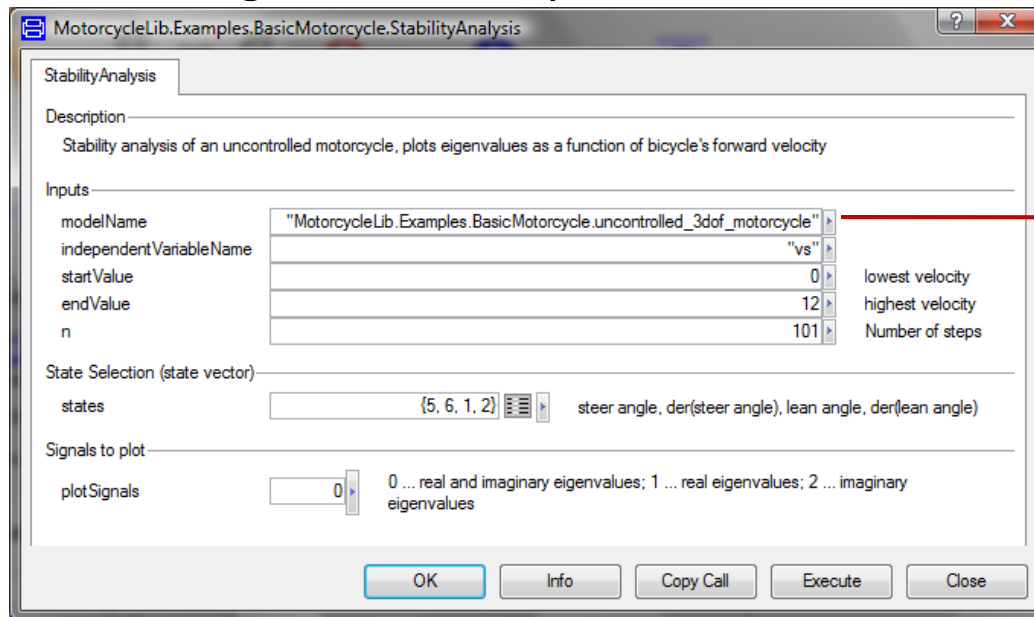 MotorcycleLib.Examples.BasicMotorcycle.StabilityAnalysis
? X
StabilityAnalysis
Description
Stability analysis of an uncontrolled motorcycle, plots eigenvalues as a function of bicycle's forward velocity
Inputs
modelName "MotorcycleLib.Examples.BasicMotorcycle.uncontrolled_3dof_motorcycle"
independentVariableName "vs"
startValue 0 lowest velocity
endValue 12 highest velocity
n 101 Number of steps
State Selection (state vector)
states {5, 6, 1, 2} steer angle, der(steer angle), lean angle, der(lean angle)
Signals to plot
plotSignals 0 0 ... real and imaginary eigenvalues; 1 ... real eigenvalues; 2 ... imaginary
eigenvalues
OK Info Copy Call Execute Close